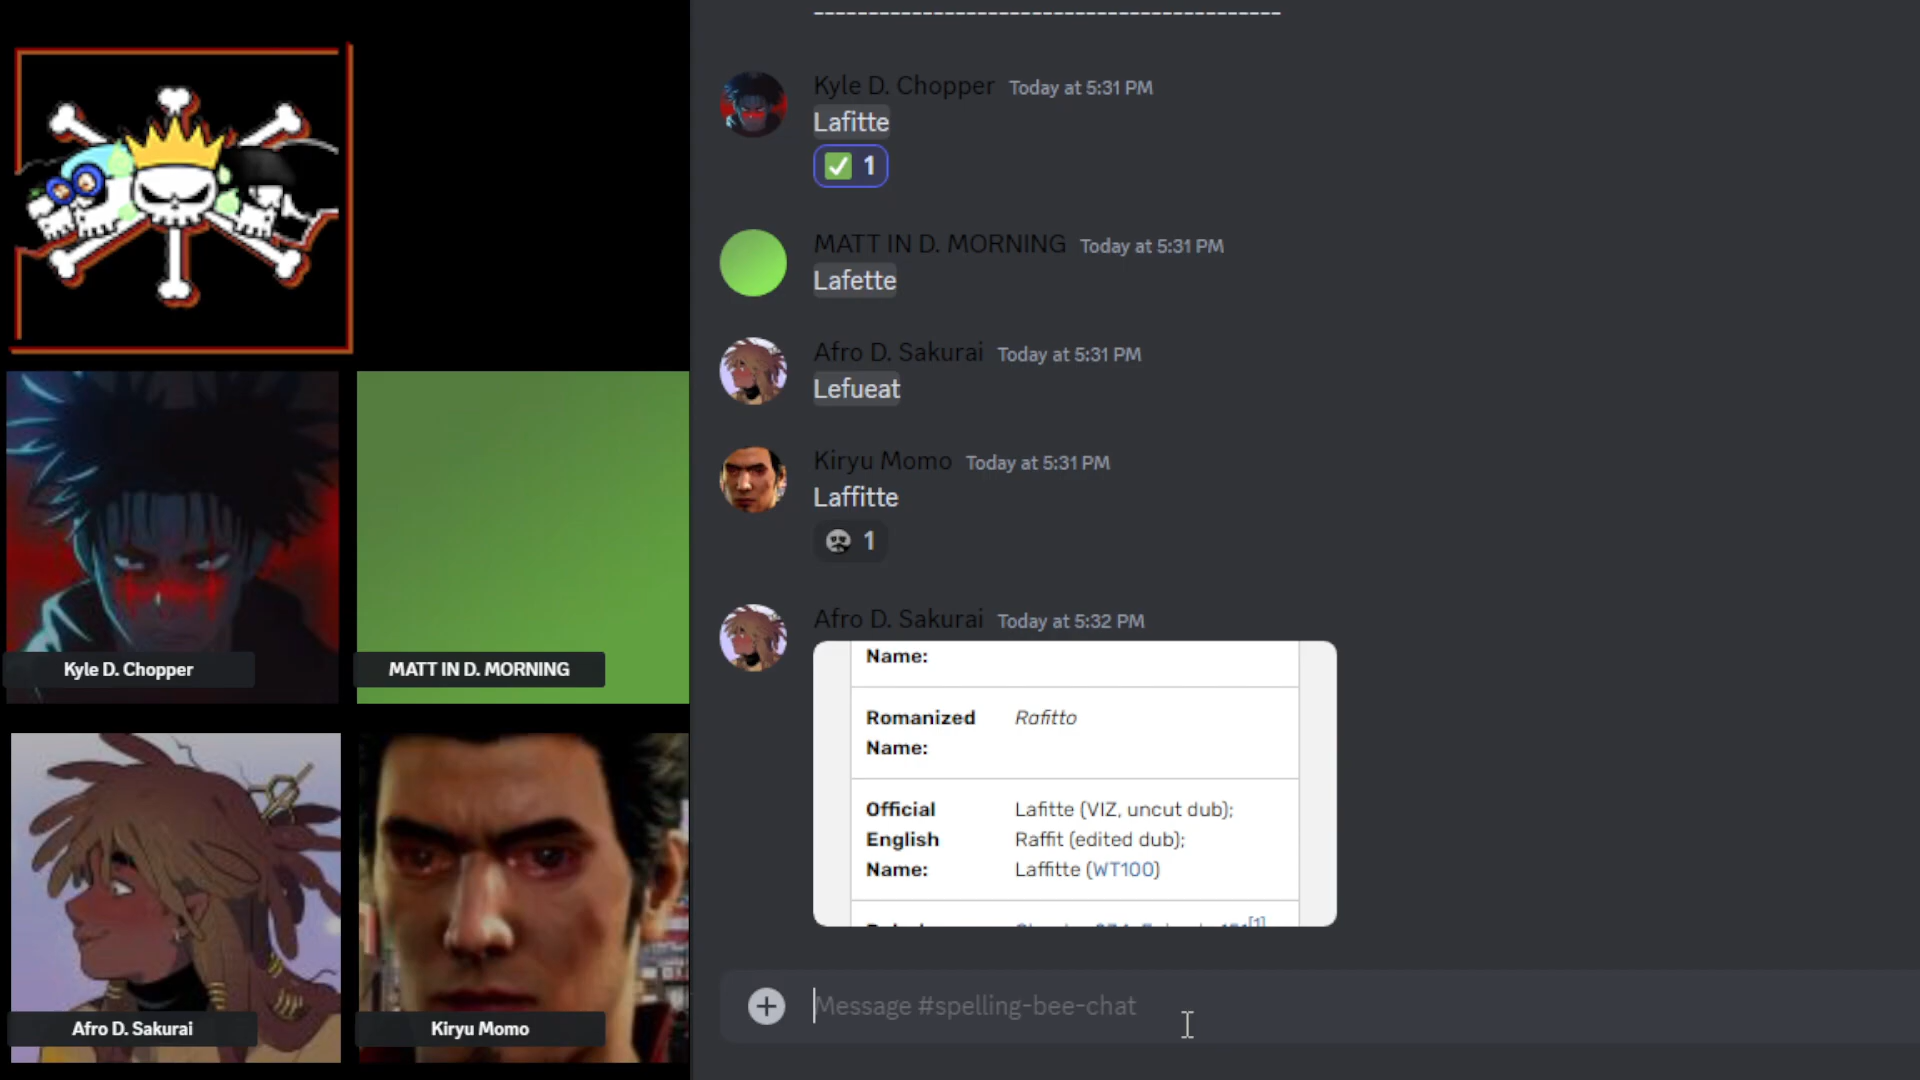 Kyle D. Chopper Today at 5:31 PM
Lafitte
1
MATT IN D. MORNING Today at 5:31 PM
Lafette
Afro D. Sakurai Today at 5:31 PM
Lefueat
Kiryu Momo Today at 5:31 PM
Laffitte
1
Afro D. Sakurai Today at 5:32 PM
Name:
Romanized Rafitto
Name:
Official Lafitte (VIZ, uncut dub);
English Raffit (edited dub);
Name: Laffitte (WT100)
[1]
Message #spelling-bee-chat
Kyle D. Chopper
MATT IN D. MORNING
Afro D. Sakurai
Kiryu Momo